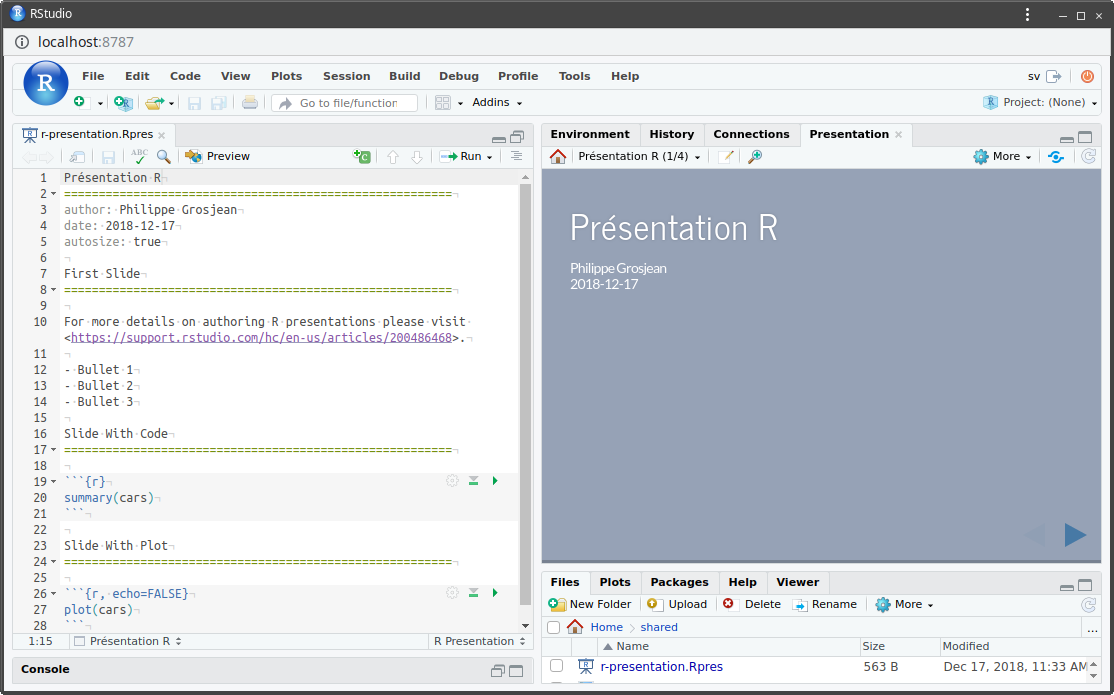 RStudio
localhost:8787
R
File Edit Code View Plots Session Build Debug Profile Tools Help
sv
Go to file/function
Addins
Project: (None)
r-presentation.Rpres
ABC
Preview
Run
1 Présentation R
2 ========================================================
3 author: Philippe Grosjean
4 date: 2018-12-17
5 autosize: true
6
7 First Slide
8 ========================================================
9
10 For more details on authoring R presentations please visit
<https://support.rstudio.com/hc/en-us/articles/200486468>.
11
12 - Bullet 1
13 - Bullet 2
14 - Bullet 3
15
16 Slide With Code
17 ========================================================
18
19 ```{r}
20 summary(cars)
21 ```
22
23 Slide With Plot
24 ========================================================
25
26 ```{r, echo=FALSE}
27 plot(cars)
28 ```
1:15 Présentation R R Presentation
Console
Environment History Connections Presentation
Présentation R (1/4)
More
Présentation R
Philippe Grosjean
2018-12-17
Files Plots Packages Help Viewer
New Folder Upload Delete Rename More
Home shared
...
Name Size Modified
r-presentation.Rpres 563 B Dec 17, 2018, 11:33 AM